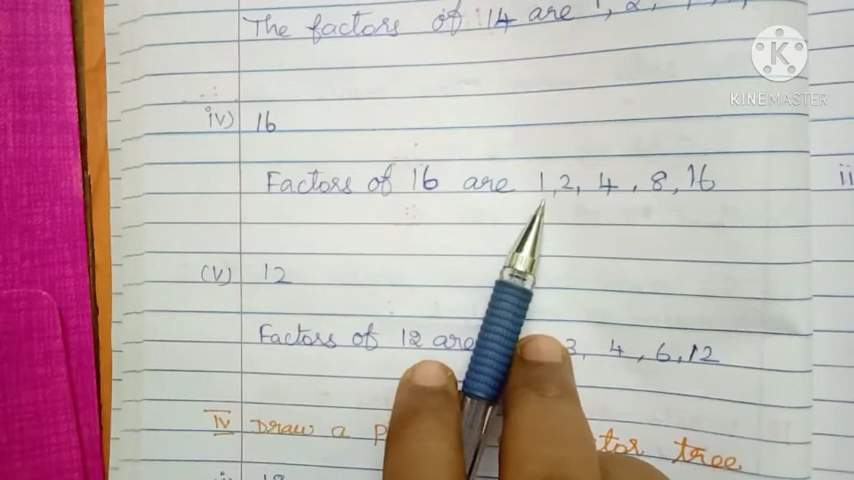 The factors of 14 are 1, 2,
K
KINEMASTER
iv) 16
Factors of 16 are 1, 2, 4, 8, 16
ii
(V) 12
Factors of 12 are 3, 4, 6, 12
IV Draw a tree